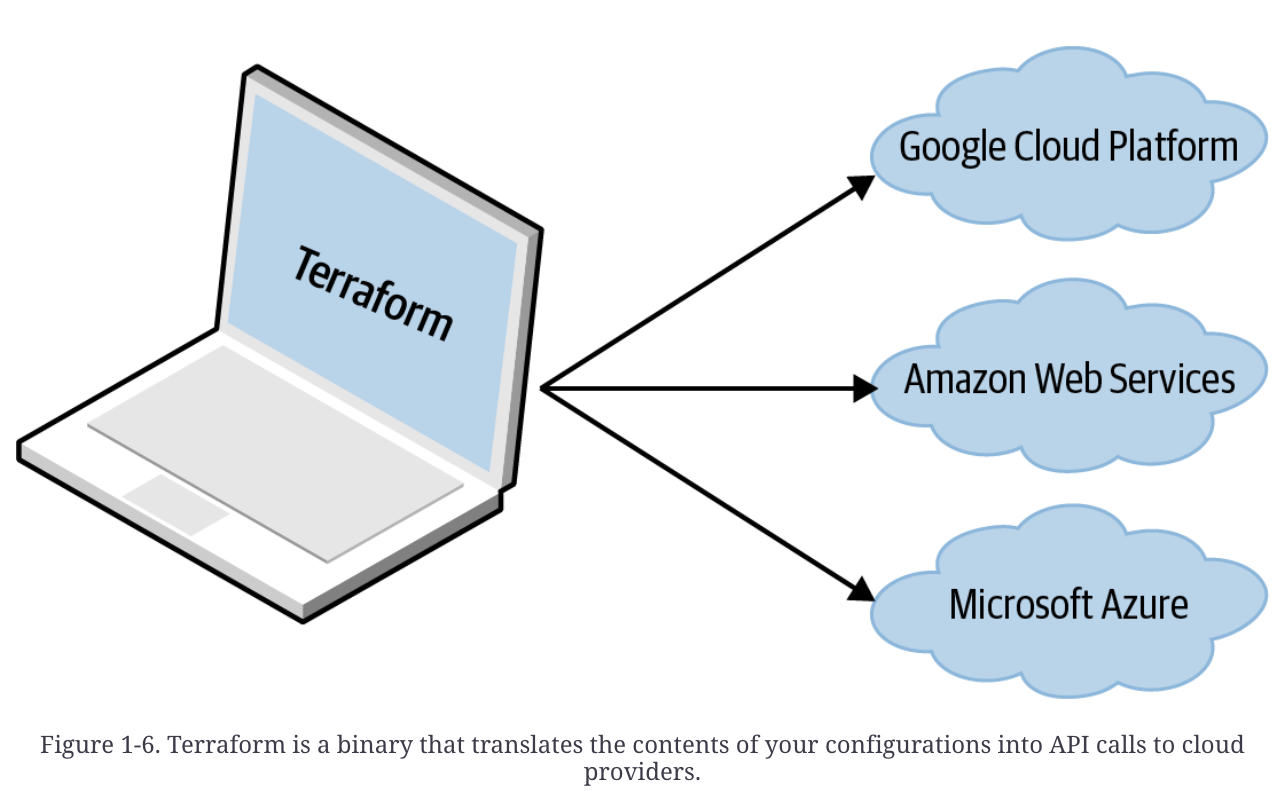 Terraform
Google Cloud Platform
Amazon Web Services
Microsoft Azure
Figure 1-6. Terraform is a binary that translates the contents of your configurations into API calls to cloud
providers.